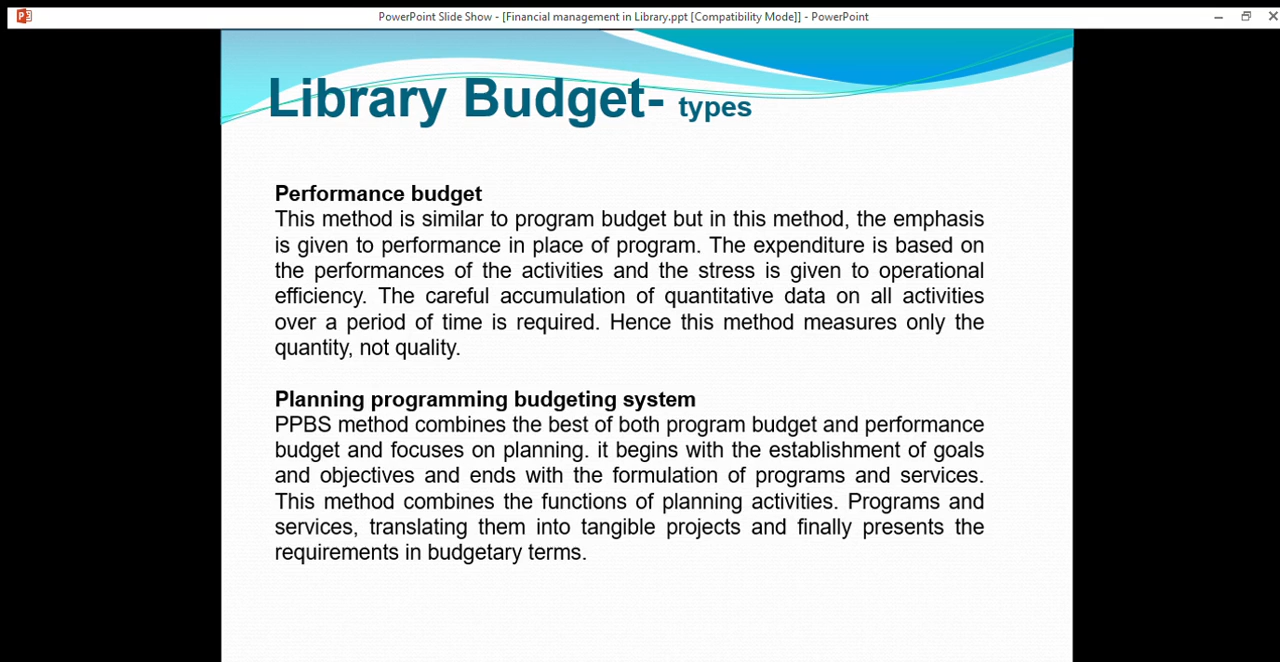 PowerPoint Slide Show - [Financial management in Library.ppt [Compatibility Mode]] - PowerPoint
Library Budget- types
Performance budget
This method is similar to program budget but in this method, the emphasis
is given to performance in place of program. The expenditure is based on
the performances of the activities and the stress is given to operational
efficiency. The careful accumulation of quantitative data on all activities
over a period of time is required. Hence this method measures only the
quantity, not quality.
Planning programming budgeting system
PPBS method combines the best of both program budget and performance
budget and focuses on planning. it begins with the establishment of goals
and objectives and ends with the formulation of programs and services.
This method combines the functions of planning activities. Programs and
services, translating them into tangible projects and finally presents the
requirements in budgetary terms.